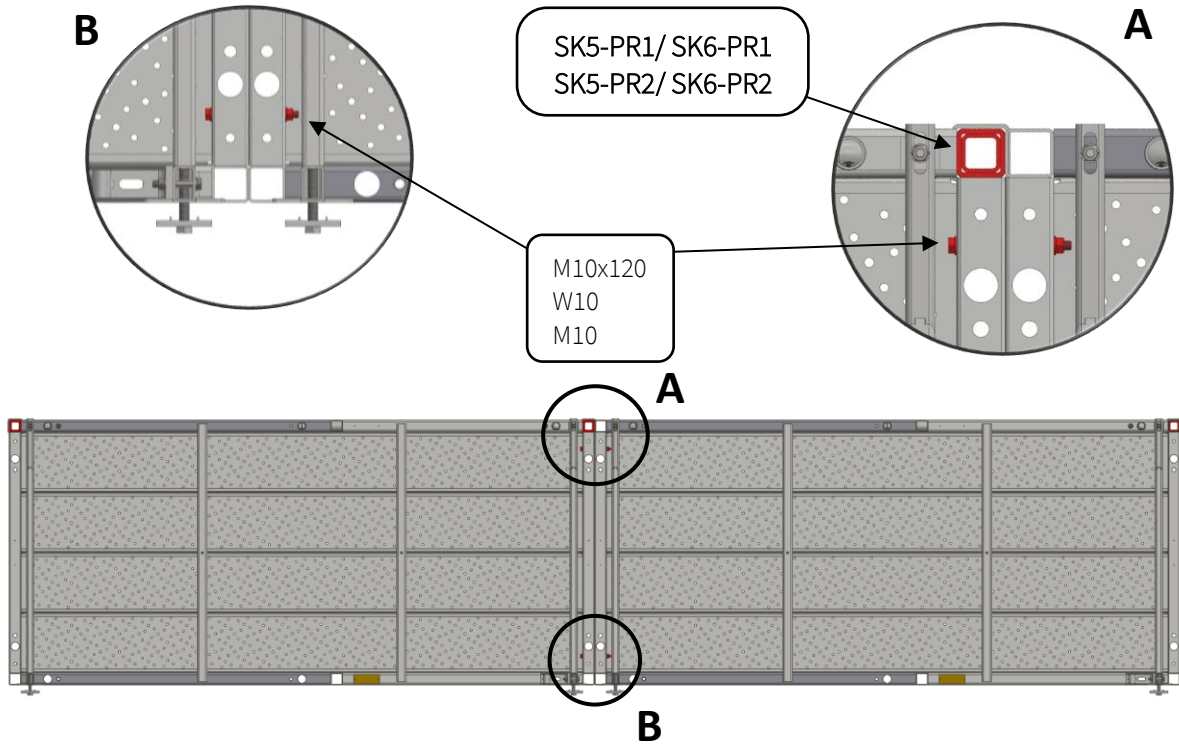 B
SK5-PR1/ SK6-PR1
SK5-PR2/ SK6-PR2
A
M10x120
W10
M10
A
B